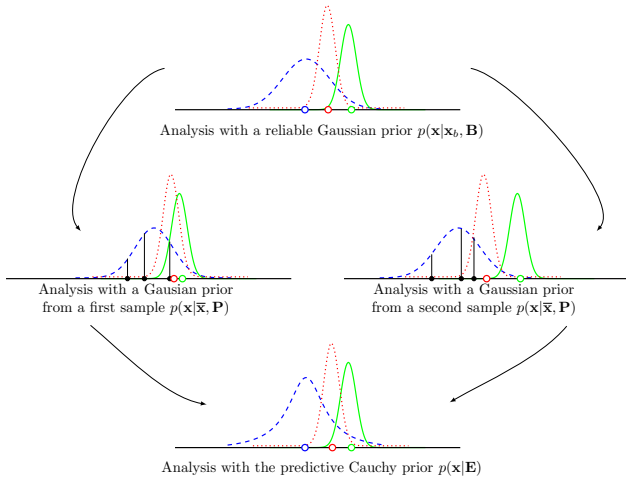 Analysis with a reliable Gaussian prior p(x|x_b, B)
Analysis with a Gausian prior
from a first sample p(x|x̅, P)
Analysis with a Gaussian prior
from a second sample p(x|x̅, P)
Analysis with the predictive Cauchy prior p(x|E)